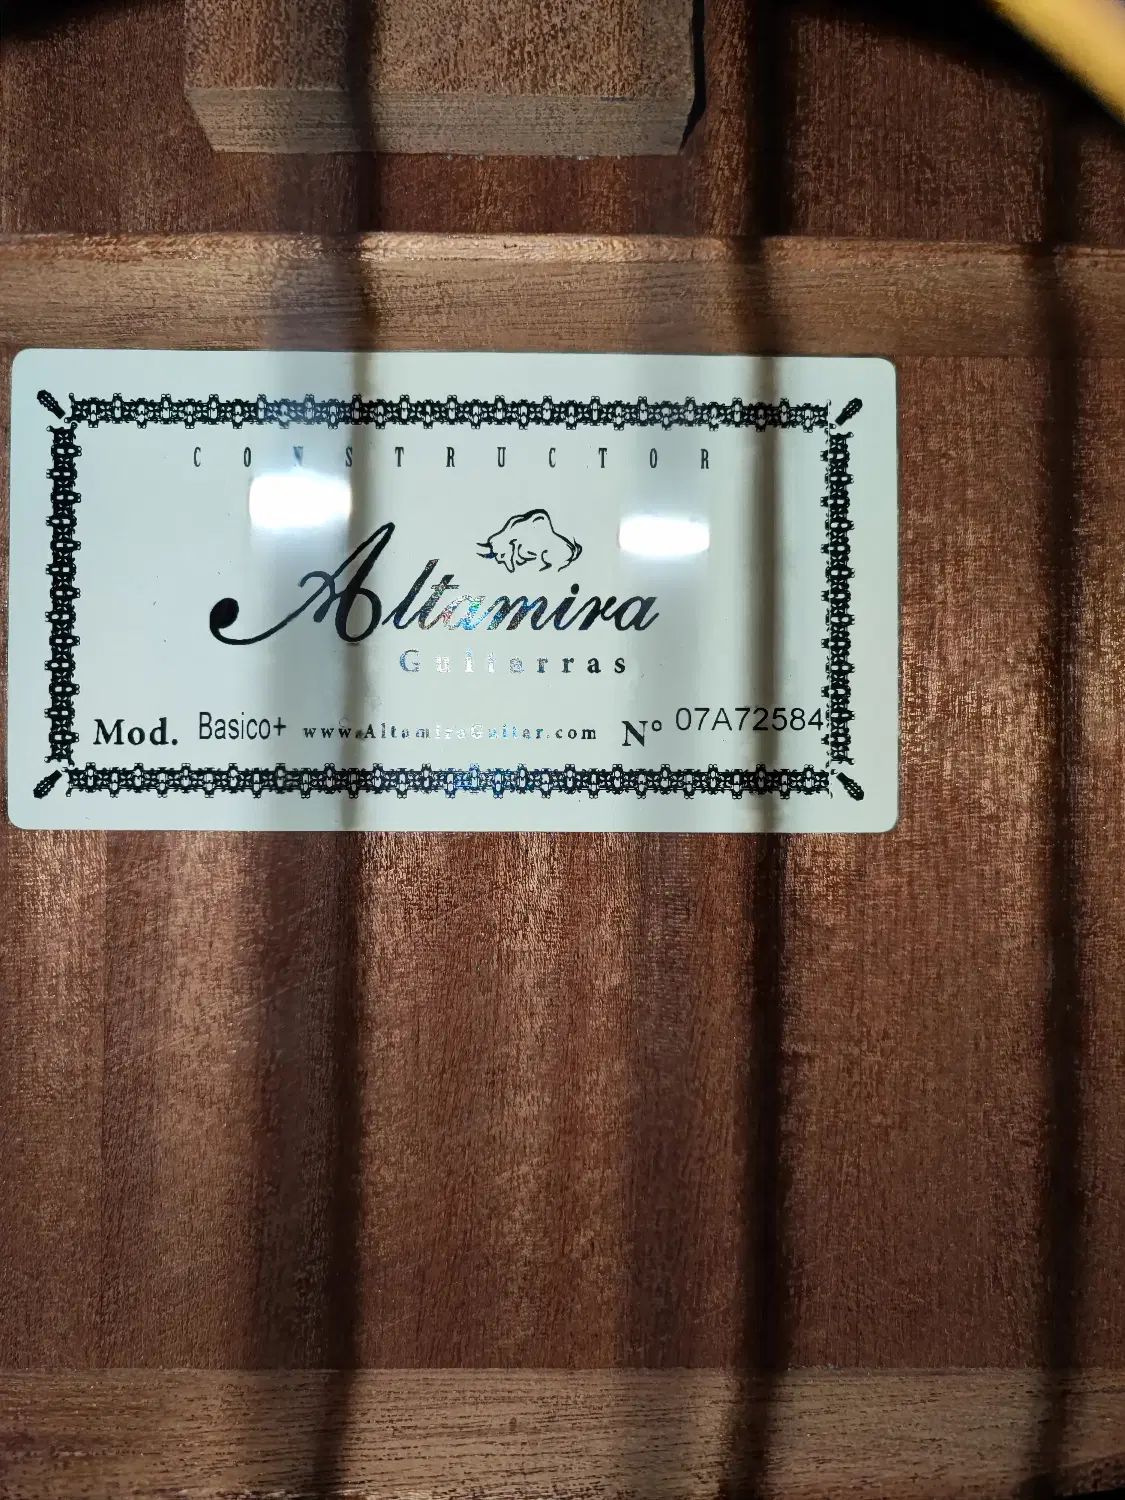 CONSTRUCTOR
Altamira
Guitarras
Mod. Basico+ www.AltamiraGuitar.com Nº 07A72584